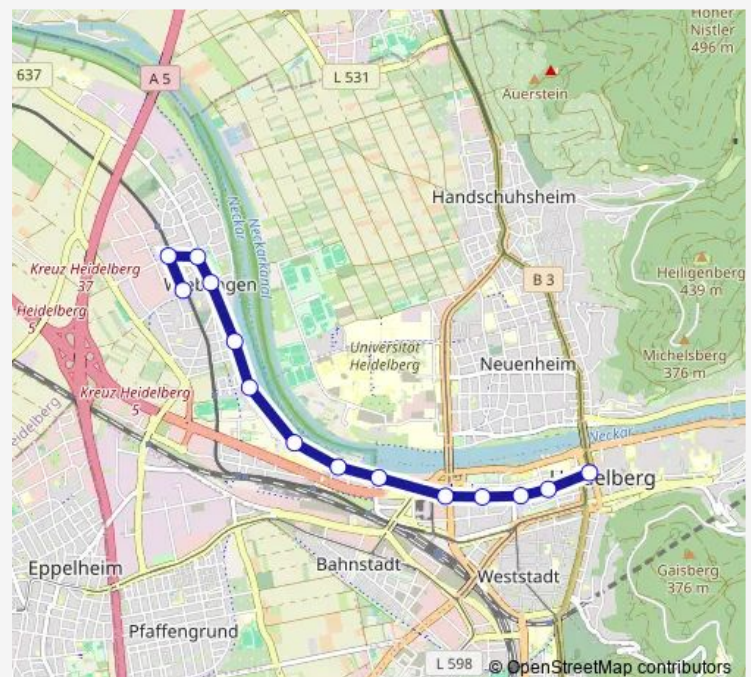 Hoher
Nistler
496 m
637
A 5
L 531
Auerstein
Handschuhsheim
Neckar
Neckarkanal
Kreuz Heidelberg
37
B 3
Heiligenberg
439 m
Heidelberg
5
Universität
Heidelberg
Neuenheim
Michelsberg
376 m
Kreuz Heidelberg
5
Neckar
elberg
Eppelheim
Bahnstadt
Weststadt
Gaisberg
376 m
Pfaffengrund
L 598
© OpenStreetMap contributors